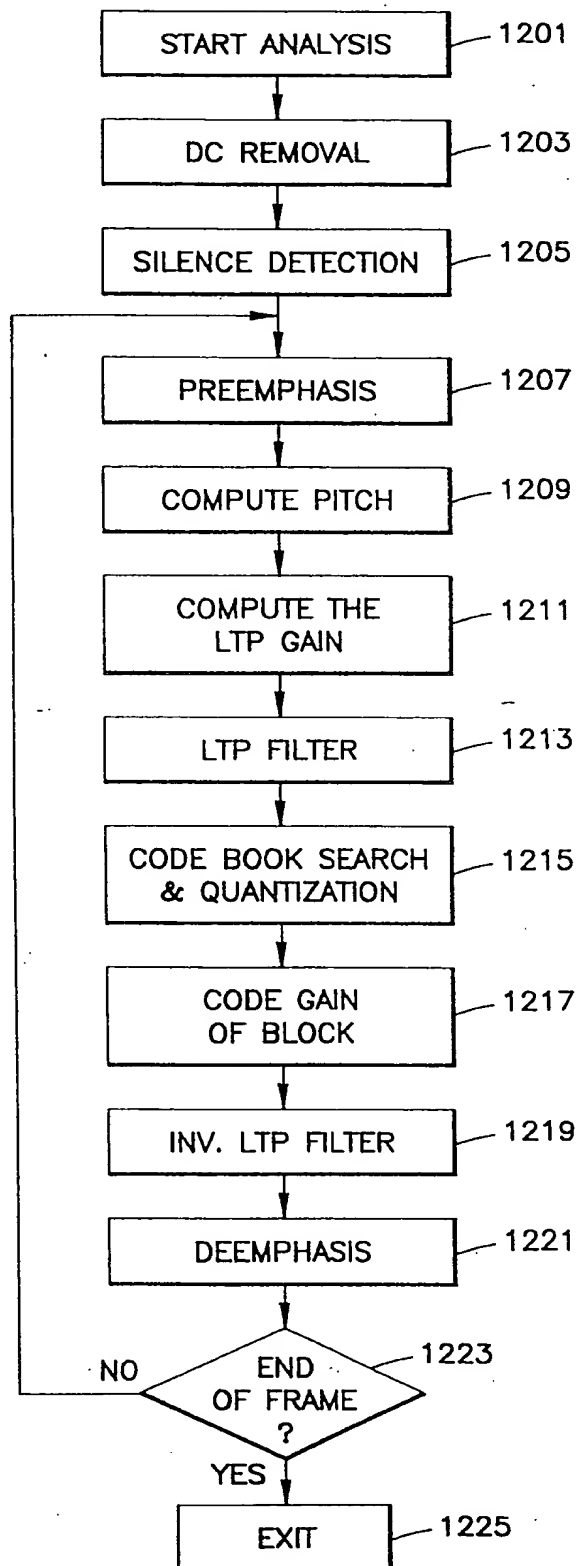 START ANALYSIS 1201
DC REMOVAL 1203
SILENCE DETECTION 1205
PREEMPHASIS 1207
COMPUTE PITCH 1209
COMPUTE THE 1211
LTP GAIN
LTP FILTER 1213
CODE BOOK SEARCH 1215
& QUANTIZATION
CODE GAIN 1217
OF BLOCK
INV. LTP FILTER 1219
DEEMPHASIS 1221
NO END 1223
OF FRAME
?
YES
EXIT 1225